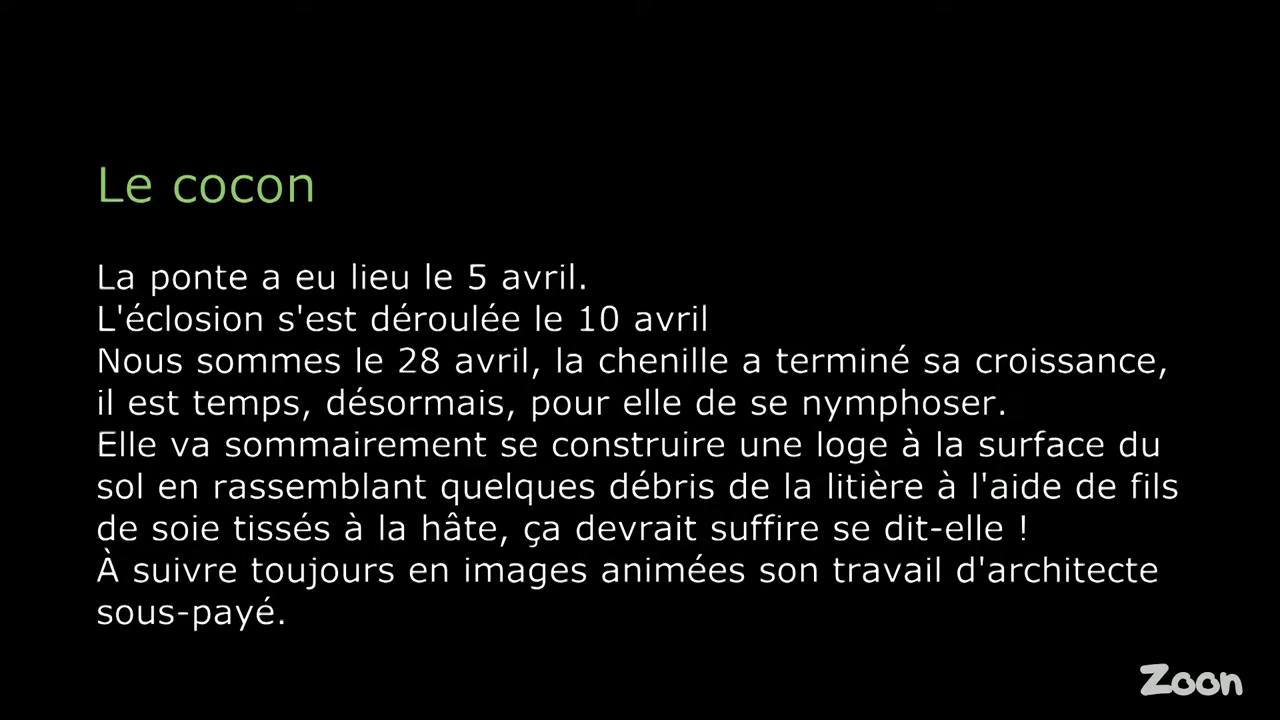 Le cocon
La ponte a eu lieu le 5 avril.
L'éclosion s'est déroulée le 10 avril
Nous sommes le 28 avril, la chenille a terminé sa croissance,
il est temps, désormais, pour elle de se nymphoser.
Elle va sommairement se construire une loge à la surface du
sol en rassemblant quelques débris de la litière à l'aide de fils
de soie tissés à la hâte, ça devrait suffire se dit-elle !
À suivre toujours en images animées son travail d'architecte
sous-payé.
Zoon